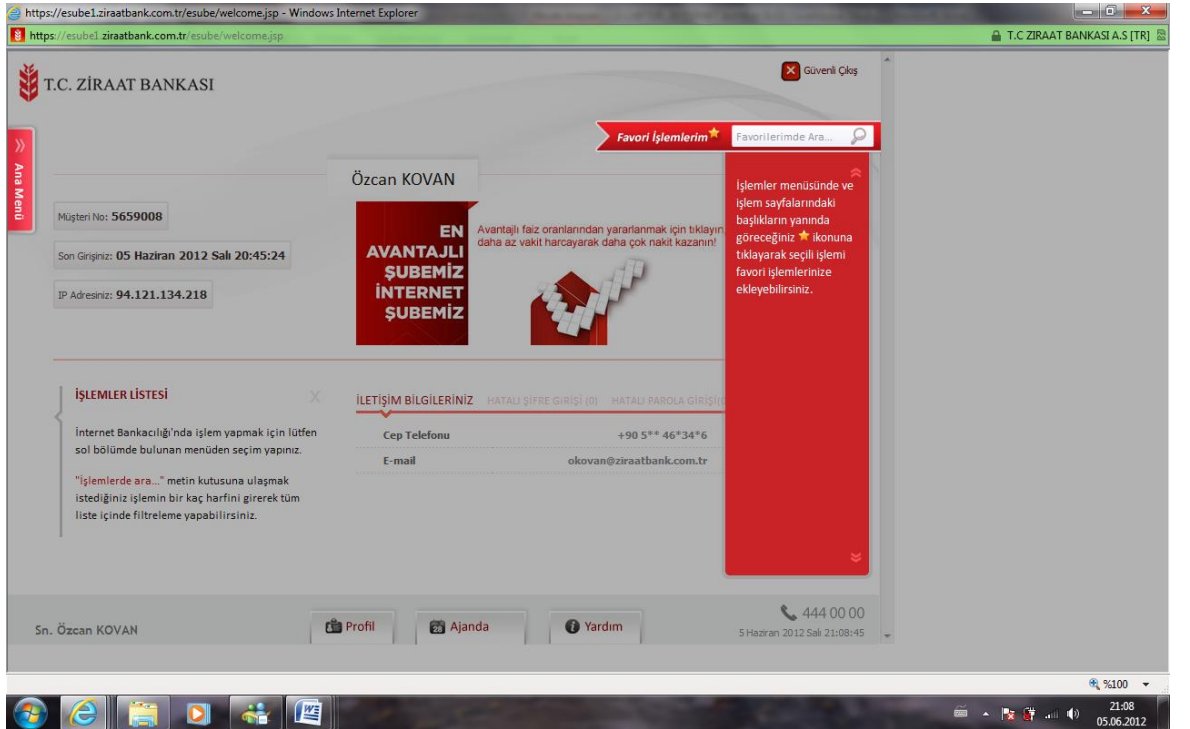 https://esube1.ziraatbank.com.tr/esube/welcome.jsp - Windows Internet Explorer
https://esube1.ziraatbank.com.tr/esube/welcome.jsp
T.C ZIRAAT BANKASI A.S [TR]
T.C. ZİRAAT BANKASI
Güvenli Çıkış
Favori İşlemlerim
Favorilerimde Ara...
Ana Menü
Özcan KOVAN
Müşteri No: 5659008
Son Girişiniz: 05 Haziran 2012 Salı 20:45:24
IP Adresiniz: 94.121.134.218
EN
AVANTAJLI
ŞUBEMİZ
İNTERNET
ŞUBEMİZ
Avantajlı faiz oranlarından yararlanmak için tıklayın
daha az vakit harcayarak daha çok nakit kazanın!
İşlemler menüsünde ve
işlem sayfalarındaki
başlıkların yanında
göreceğiniz ikonuna
tıklayarak seçili işlemi
favori işlemlerinize
ekleyebilirsiniz.
İŞLEMLER LİSTESİ
X
İnternet Bankacılığı'nda işlem yapmak için lütfen
sol bölümde bulunan menüden seçim yapınız.
"İşlemlerde ara..." metin kutusuna ulaşmak
istediğiniz işlemin bir kaç harfini girerek tüm
liste içinde filtreleme yapabilirsiniz.
İLETİŞİM BİLGİLERİNİZ HATALI ŞİFRE GİRİŞİ (0) HATALI PAROLA GİRİŞİ(
Cep Telefonu +90 5** 46*34*6
E-mail okovan@ziraatbank.com.tr
Sn. Özcan KOVAN
Profil
28
Ajanda
Yardım
444 00 00
5 Haziran 2012 Salı 21:08:45
%100
21:08
05.06.2012